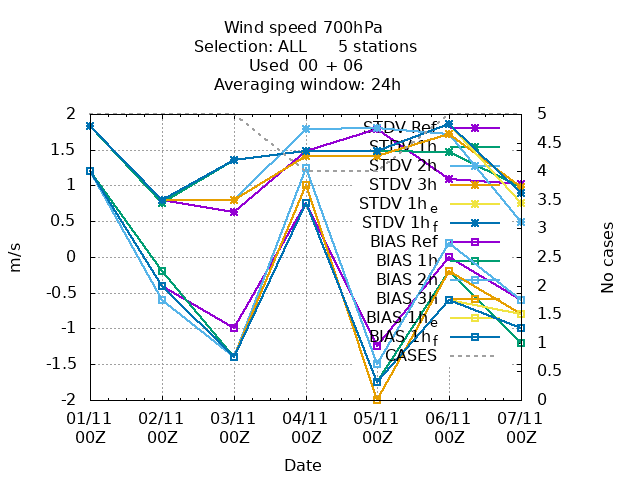 Wind speed 700hPa
Selection: ALL 5 stations
Used 00 + 06
Averaging window: 24h
2
1.5
1
0.5
0
-0.5
-1
-1.5
-2
m/s
5
4.5
4
3.5
3
2.5
2
1.5
1
0.5
0
No cases
STDV Ref
STDV 1h
STDV 2h
STDV 3h
STDV 1h e
STDV 1h f
BIAS Ref
BIAS 1h
BIAS 2h
BIAS 3h
BIAS 1h e
BIAS 1h f
CASES
01/11 02/11 03/11 04/11 05/11 06/11 07/11
00Z 00Z 00Z 00Z 00Z 00Z 00Z
Date